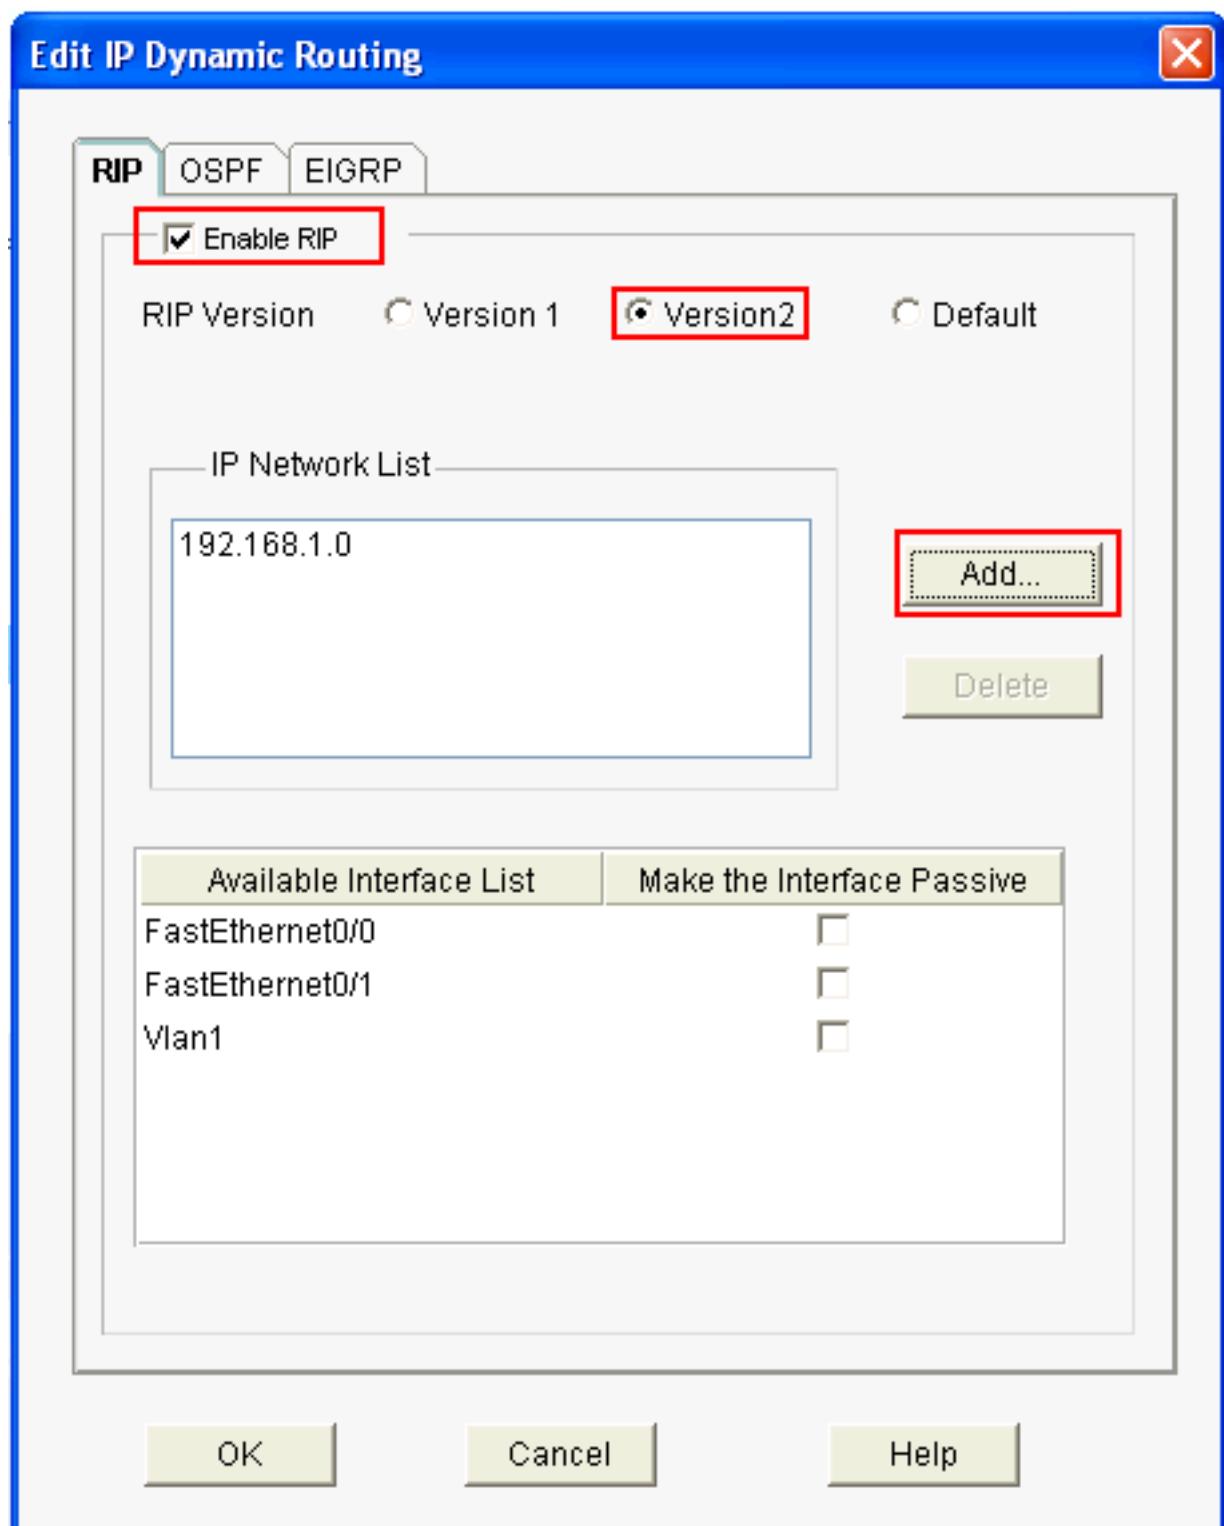 Edit IP Dynamic Routing
RIP OSPF EIGRP
Enable RIP
RIP Version Version 1 Version2 Default
IP Network List
192.168.1.0
Add...
Delete
Available Interface List Make the Interface Passive
FastEthernet0/0
FastEthernet0/1
Vlan1
OK Cancel Help